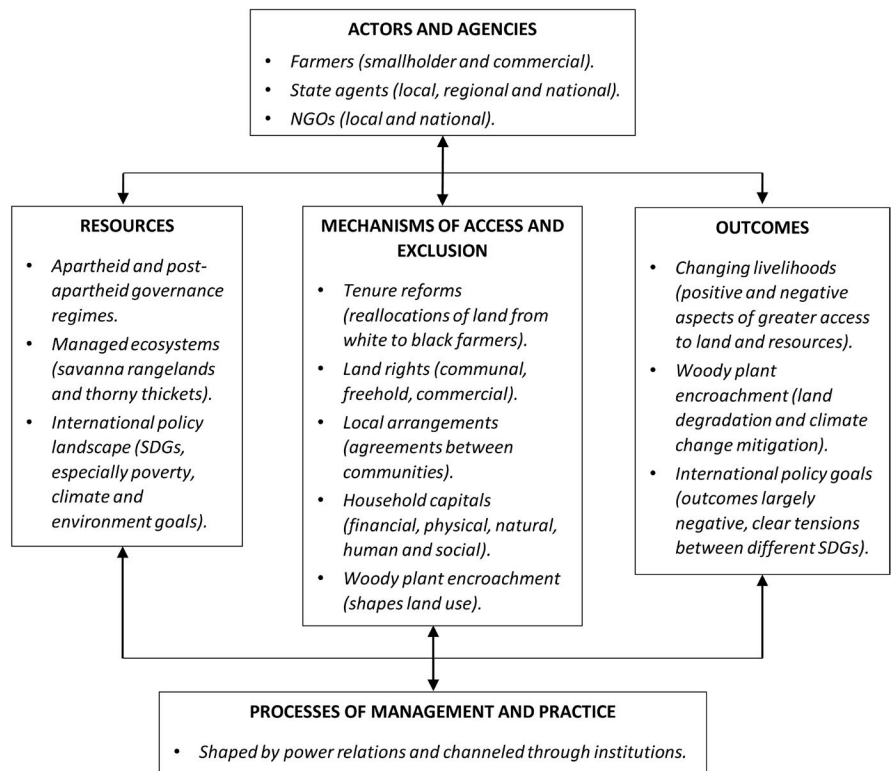 ACTORS AND AGENCIES
• Farmers (smallholder and commercial).
• State agents (local, regional and national).
• NGOs (local and national).
RESOURCES
• Apartheid and post-
apartheid governance
regimes.
• Managed ecosystems
(savanna rangelands
and thorny thickets).
• International policy
landscape (SDGs,
especially poverty,
climate and
environment goals).
MECHANISMS OF ACCESS AND
EXCLUSION
• Tenure reforms
(reallocations of land from
white to black farmers).
• Land rights (communal,
freehold, commercial).
• Local arrangements
(agreements between
communities).
• Household capitals
(financial, physical, natural,
human and social).
• Woody plant encroachment
(shapes land use).
OUTCOMES
• Changing livelihoods
(positive and negative
aspects of greater access
to land and resources).
• Woody plant
encroachment (land
degradation and climate
change mitigation).
• International policy goals
(outcomes largely
negative, clear tensions
between different SDGs).
PROCESSES OF MANAGEMENT AND PRACTICE
• Shaped by power relations and channeled through institutions.